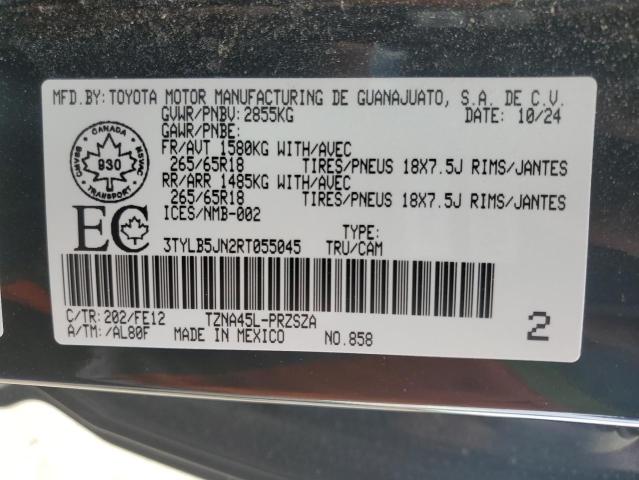 MFD.BY:TOYOTA MOTOR MANUFACTURING DE GUANAJUATO, S.A. DE C.V.
GVWR/PNBV: 2855KG DATE: 10/24
GAWR/PNBE:
FR/AVT 1580KG WITH/AVEC
265/65R18 TIRES/PNEUS 18X7.5J RIMS/JANTES
RR/ARR 1485KG WITH/AVEC
265/65R18 TIRES/PNEUS 18X7.5J RIMS/JANTES
ICES/NMB-002
CANADA
930
TRANSPORT
EC
3TYLB5JN2RT055045 TRU/CAM
C/TR: 202/FE12 TZNA45L-PRZSZA
A/TM: /AL80F MADE IN MEXICO NO.858
2